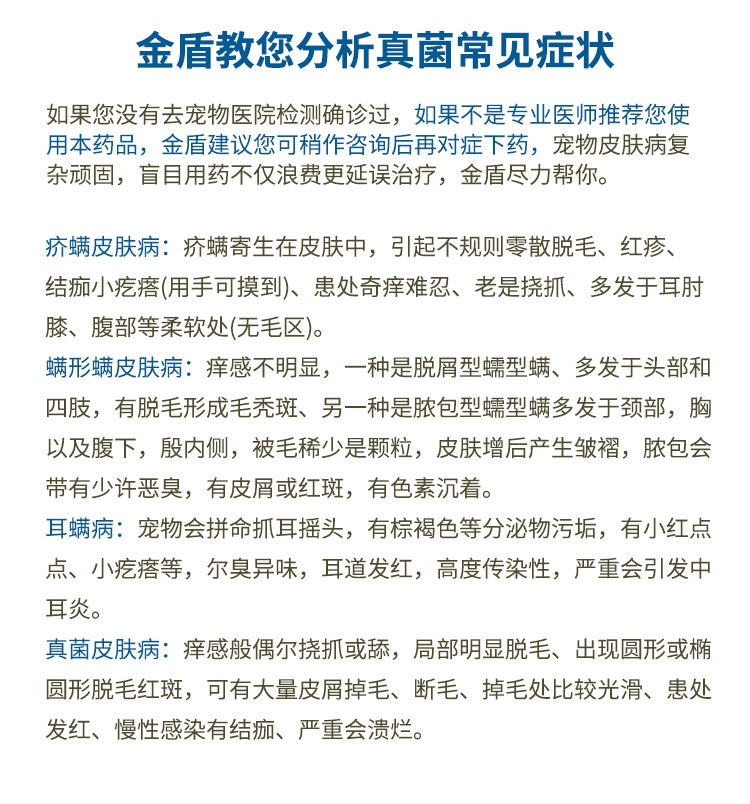 金盾教您分析真菌常见症状
如果您没有去宠物医院检测确诊过，如果不是专业医师推荐您使
用本药品，金盾建议您可稍作咨询后再对症下药，宠物皮肤病复
杂顽固，盲目用药不仅浪费更延误治疗，金盾尽力帮你。
疥螨皮肤病：疥螨寄生在皮肤中，引起不规则零散脱毛、红疹、
结痂小疙瘩(用手可摸到)、患处奇痒难忍、老是挠抓、多发于耳肘
膝、腹部等柔软处(无毛区)。
螨形螨皮肤病：痒感不明显，一种是脱屑型蠕型螨、多发于头部和
四肢，有脱毛形成毛秃斑、另一种是脓包型蠕型螨多发于颈部，胸
以及腹下，殷内侧，被毛稀少是颗粒，皮肤增后产生皱褶，脓包会
带有少许恶臭，有皮屑或红斑，有色素沉着。
耳螨病：宠物会拼命抓耳摇头，有棕褐色等分泌物污垢，有小红点
点、小疙瘩等，尔臭异味，耳道发红，高度传染性，严重会引发中
耳炎。
真菌皮肤病：痒感般偶尔挠抓或舔，局部明显脱毛、出现圆形或椭
圆形脱毛红斑，可有大量皮屑掉毛、断毛、掉毛处比较光滑、患处
发红、慢性感染有结痂、严重会溃烂。